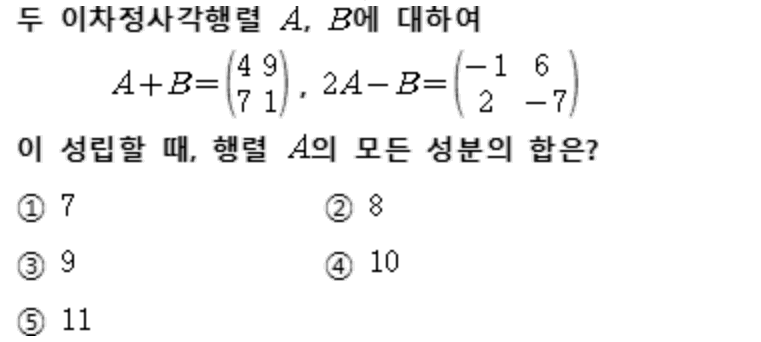 두 이차정사각행렬 A, B에 대하여
A+B=(4 9
7 1), 2A-B=(-1 6
2 -7)
이 성립할 때, 행렬 A의 모든 성분의 합은?
① 7 ② 8
③ 9 ④ 10
⑤ 11